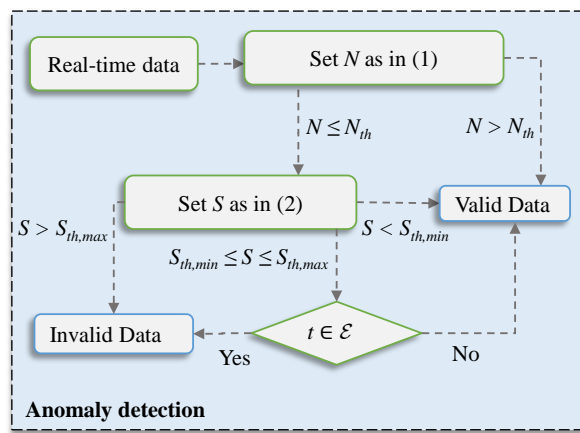 Real-time data
Set N as in (1)
N ≤ N_th
N > N_th
Set S as in (2)
Valid Data
S > S_th,max
S < S_th,min
S_th,min ≤ S ≤ S_th,max
Invalid Data
t ∈ ℰ
Yes
No
Anomaly detection